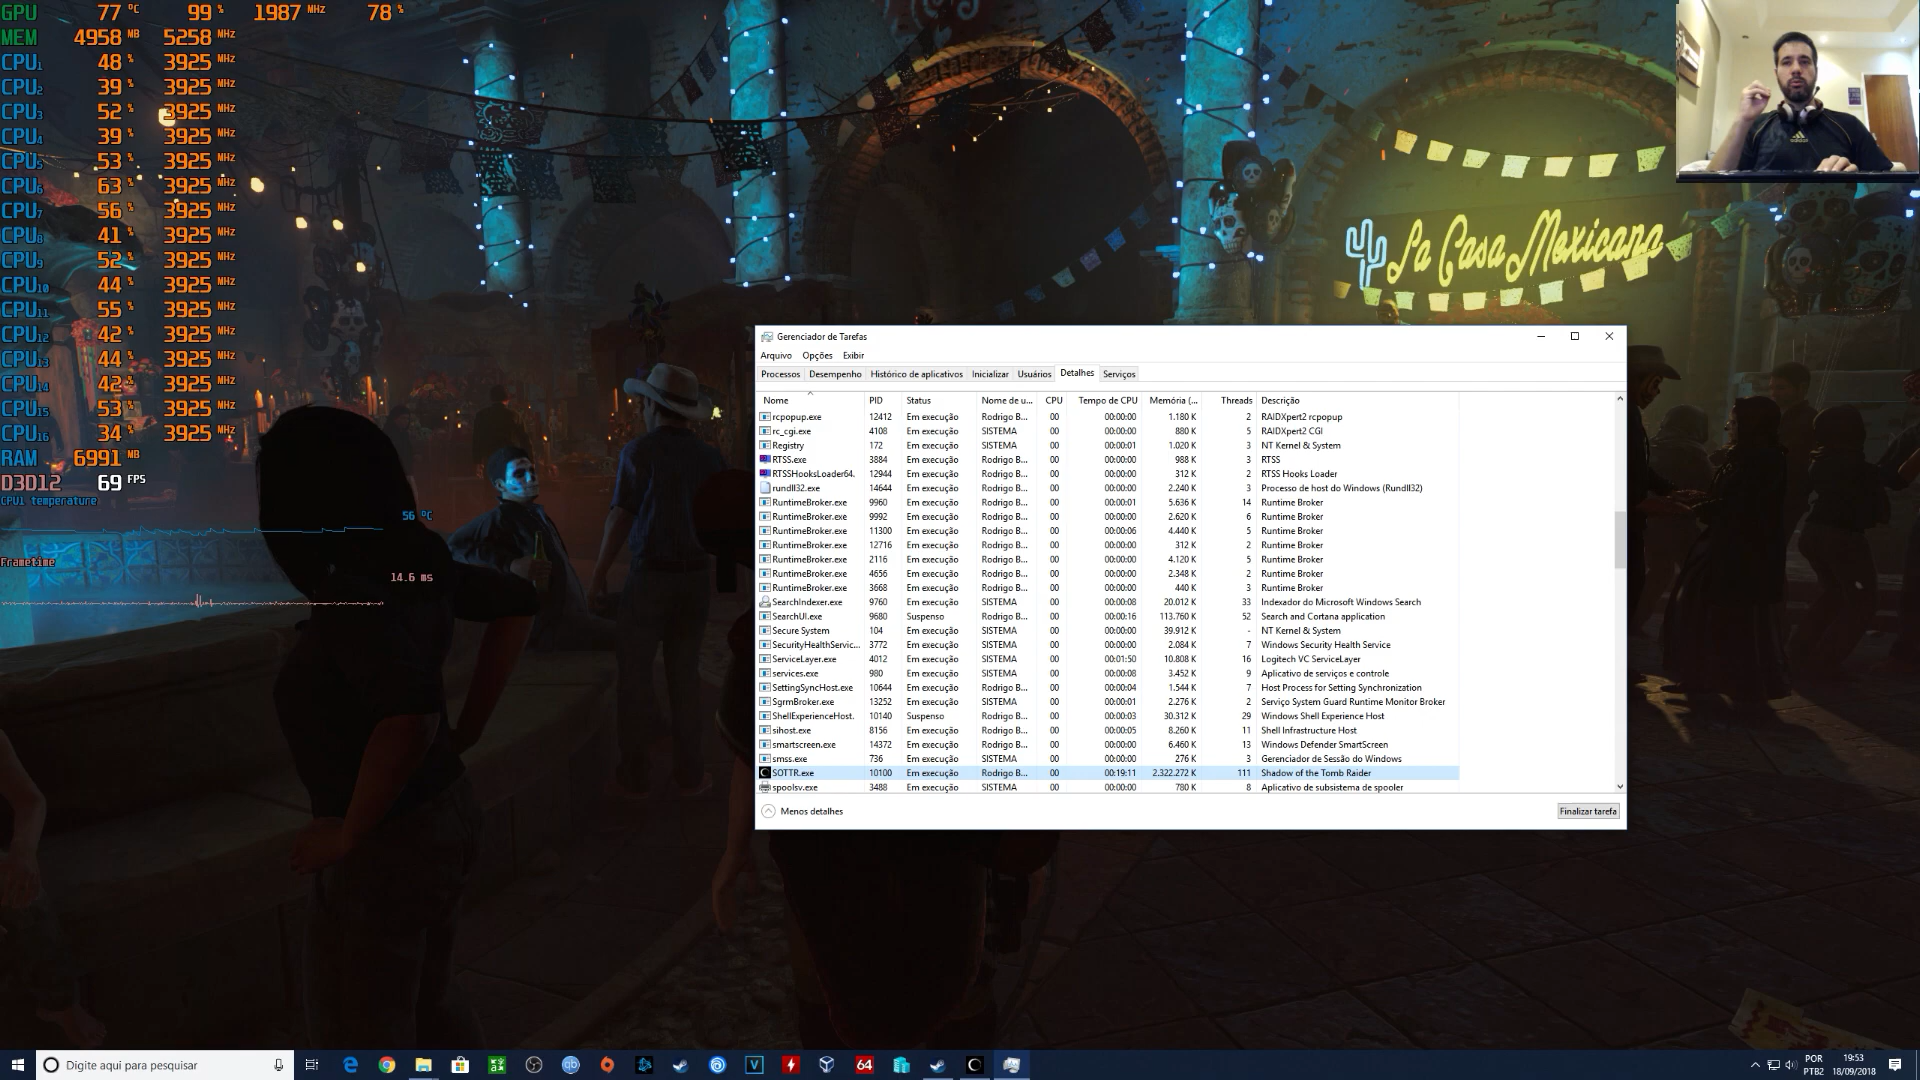 GPU 77 °C 99 % 1987 MHz 78 %
MEM 4958 MB 5258 MHz
CPU1 48 % 3925 MHz
CPU2 39 % 3925 MHz
CPU3 52 % 3925 MHz
CPU4 39 % 3925 MHz
CPU5 53 % 3925 MHz
CPU6 63 % 3925 MHz
CPU7 56 % 3925 MHz
CPU8 41 % 3925 MHz
CPU9 52 % 3925 MHz
CPU10 44 % 3925 MHz
CPU11 55 % 3925 MHz
CPU12 42 % 3925 MHz
CPU13 44 % 3925 MHz
CPU14 42 % 3925 MHz
CPU15 53 % 3925 MHz
CPU16 34 % 3925 MHz
RAM 6991 MB
D3D12 69 FPS
CPU1 temperature
56 °C
Frametime
14.6 ms
adidas
La Casa Mexicana
Gerenciador de Tarefas
Arquivo Opções Exibir
Processos Desempenho Histórico de aplicativos Inicializar Usuários Detalhes Serviços
Nome PID Status Nome de u... CPU Tempo de CPU Memória (... Threads Descrição
rcpopup.exe 12412 Em execução Rodrigo B... 00 00:00:00 1.180 K 2 RAIDXpert2 rcpopup
rc_cgi.exe 4108 Em execução SISTEMA 00 00:00:00 880 K 5 RAIDXpert2 CGI
Registry 172 Em execução SISTEMA 00 00:00:01 1.020 K 3 NT Kernel & System
RTSS.exe 3884 Em execução Rodrigo B... 00 00:00:00 988 K 3 RTSS
RTSSHooksLoader64. 12944 Em execução Rodrigo B... 00 00:00:00 312 K 2 RTSS Hooks Loader
rundll32.exe 14644 Em execução Rodrigo B... 00 00:00:00 2.240 K 3 Processo de host do Windows (Rundll32)
RuntimeBroker.exe 9960 Em execução Rodrigo B... 00 00:00:01 5.636 K 14 Runtime Broker
RuntimeBroker.exe 9992 Em execução Rodrigo B... 00 00:00:00 2.620 K 6 Runtime Broker
RuntimeBroker.exe 11300 Em execução Rodrigo B... 00 00:00:06 4.440 K 5 Runtime Broker
RuntimeBroker.exe 12716 Em execução Rodrigo B... 00 00:00:00 312 K 2 Runtime Broker
RuntimeBroker.exe 2116 Em execução Rodrigo B... 00 00:00:00 4.120 K 5 Runtime Broker
RuntimeBroker.exe 4656 Em execução Rodrigo B... 00 00:00:00 2.348 K 2 Runtime Broker
RuntimeBroker.exe 3668 Em execução Rodrigo B... 00 00:00:00 440 K 3 Runtime Broker
SearchIndexer.exe 9760 Em execução SISTEMA 00 00:00:08 20.012 K 33 Indexador do Microsoft Windows Search
SearchUI.exe 9680 Suspenso Rodrigo B... 00 00:00:16 113.760 K 52 Search and Cortana application
Secure System 104 Em execução SISTEMA 00 00:00:00 39.912 K - NT Kernel & System
SecurityHealthServic... 3772 Em execução SISTEMA 00 00:00:00 2.084 K 7 Windows Security Health Service
ServiceLayer.exe 4012 Em execução SISTEMA 00 00:01:50 10.808 K 16 Logitech VC ServiceLayer
services.exe 980 Em execução SISTEMA 00 00:00:08 3.452 K 9 Aplicativo de serviços e controle
SettingSyncHost.exe 10644 Em execução Rodrigo B... 00 00:00:04 1.544 K 7 Host Process for Setting Synchronization
SgrmBroker.exe 13252 Em execução SISTEMA 00 00:00:01 2.276 K 2 Serviço System Guard Runtime Monitor Broker
ShellExperienceHost. 10140 Suspenso Rodrigo B... 00 00:00:03 30.312 K 29 Windows Shell Experience Host
sihost.exe 8156 Em execução Rodrigo B... 00 00:00:05 8.260 K 11 Shell Infrastructure Host
smartscreen.exe 14372 Em execução Rodrigo B... 00 00:00:00 6.460 K 13 Windows Defender SmartScreen
smss.exe 736 Em execução SISTEMA 00 00:00:00 276 K 3 Gerenciador de Sessão do Windows
SOTTR.exe 10100 Em execução Rodrigo B... 00 00:19:11 2.322.272 K 111 Shadow of the Tomb Raider
spoolsv.exe 3488 Em execução SISTEMA 00 00:00:00 780 K 8 Aplicativo de subsistema de spooler
Menos detalhes Finalizar tarefa
Digite aqui para pesquisar
qb V 64
POR 19:53
PTB2 18/09/2018